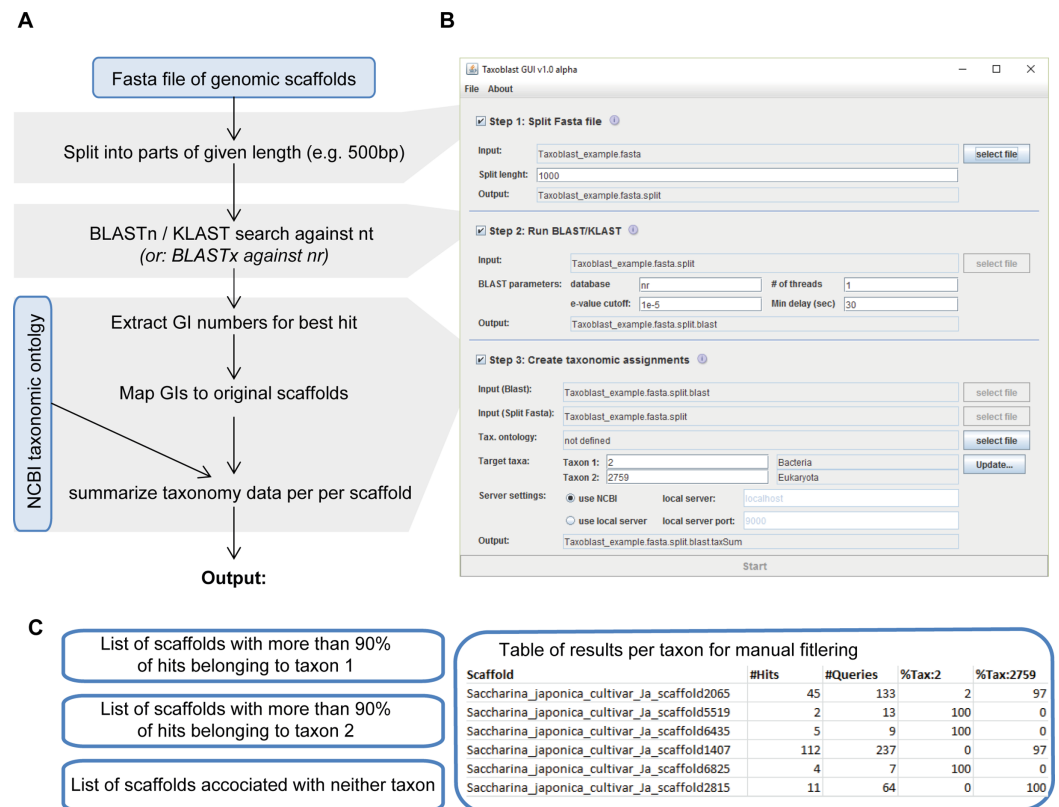 A
Fasta file of genomic scaffolds
Split into parts of given length (e.g. 500bp)
BLASTn / KLAST search against nt
(or: BLASTx against nr)
NCBI taxonomic ontolgy
Extract GI numbers for best hit
Map GIs to original scaffolds
summarize taxonomy data per per scaffold
Output:
B
Taxoblast GUI v1.0 alpha
File About
Step 1: Split Fasta file
Input: Taxoblast_example.fasta select file
Split lenght: 1000
Output: Taxoblast_example.fasta.split
Step 2: Run BLAST/KLAST
Input: Taxoblast_example.fasta.split select file
BLAST parameters: database nr # of threads 1
e-value cutoff: 1e-5 Min delay (sec) 30
Output: Taxoblast_example.fasta.split.blast
Step 3: Create taxonomic assignments
Input (Blast): Taxoblast_example.fasta.split.blast select file
Input (Split Fasta): Taxoblast_example.fasta.split select file
Tax. ontology: not defined select file
Target taxa: Taxon 1: 2 Bacteria Update...
Taxon 2: 2759 Eukaryota
Server settings: use NCBI local server: localhost
use local server local server port: 9000
Output: Taxoblast_example.fasta.split.blast.taxSum
Start
C
List of scaffolds with more than 90%
of hits belonging to taxon 1
List of scaffolds with more than 90%
of hits belonging to taxon 2
List of scaffolds accociated with neither taxon
Table of results per taxon for manual fitlering
Scaffold #Hits #Queries %Tax:2 %Tax:2759
Saccharina_japonica_cultivar_Ja_scaffold2065 45 133 2 97
Saccharina_japonica_cultivar_Ja_scaffold5519 2 13 100 0
Saccharina_japonica_cultivar_Ja_scaffold6435 5 9 100 0
Saccharina_japonica_cultivar_Ja_scaffold1407 112 237 0 97
Saccharina_japonica_cultivar_Ja_scaffold6825 4 7 100 0
Saccharina_japonica_cultivar_Ja_scaffold2815 11 64 0 100